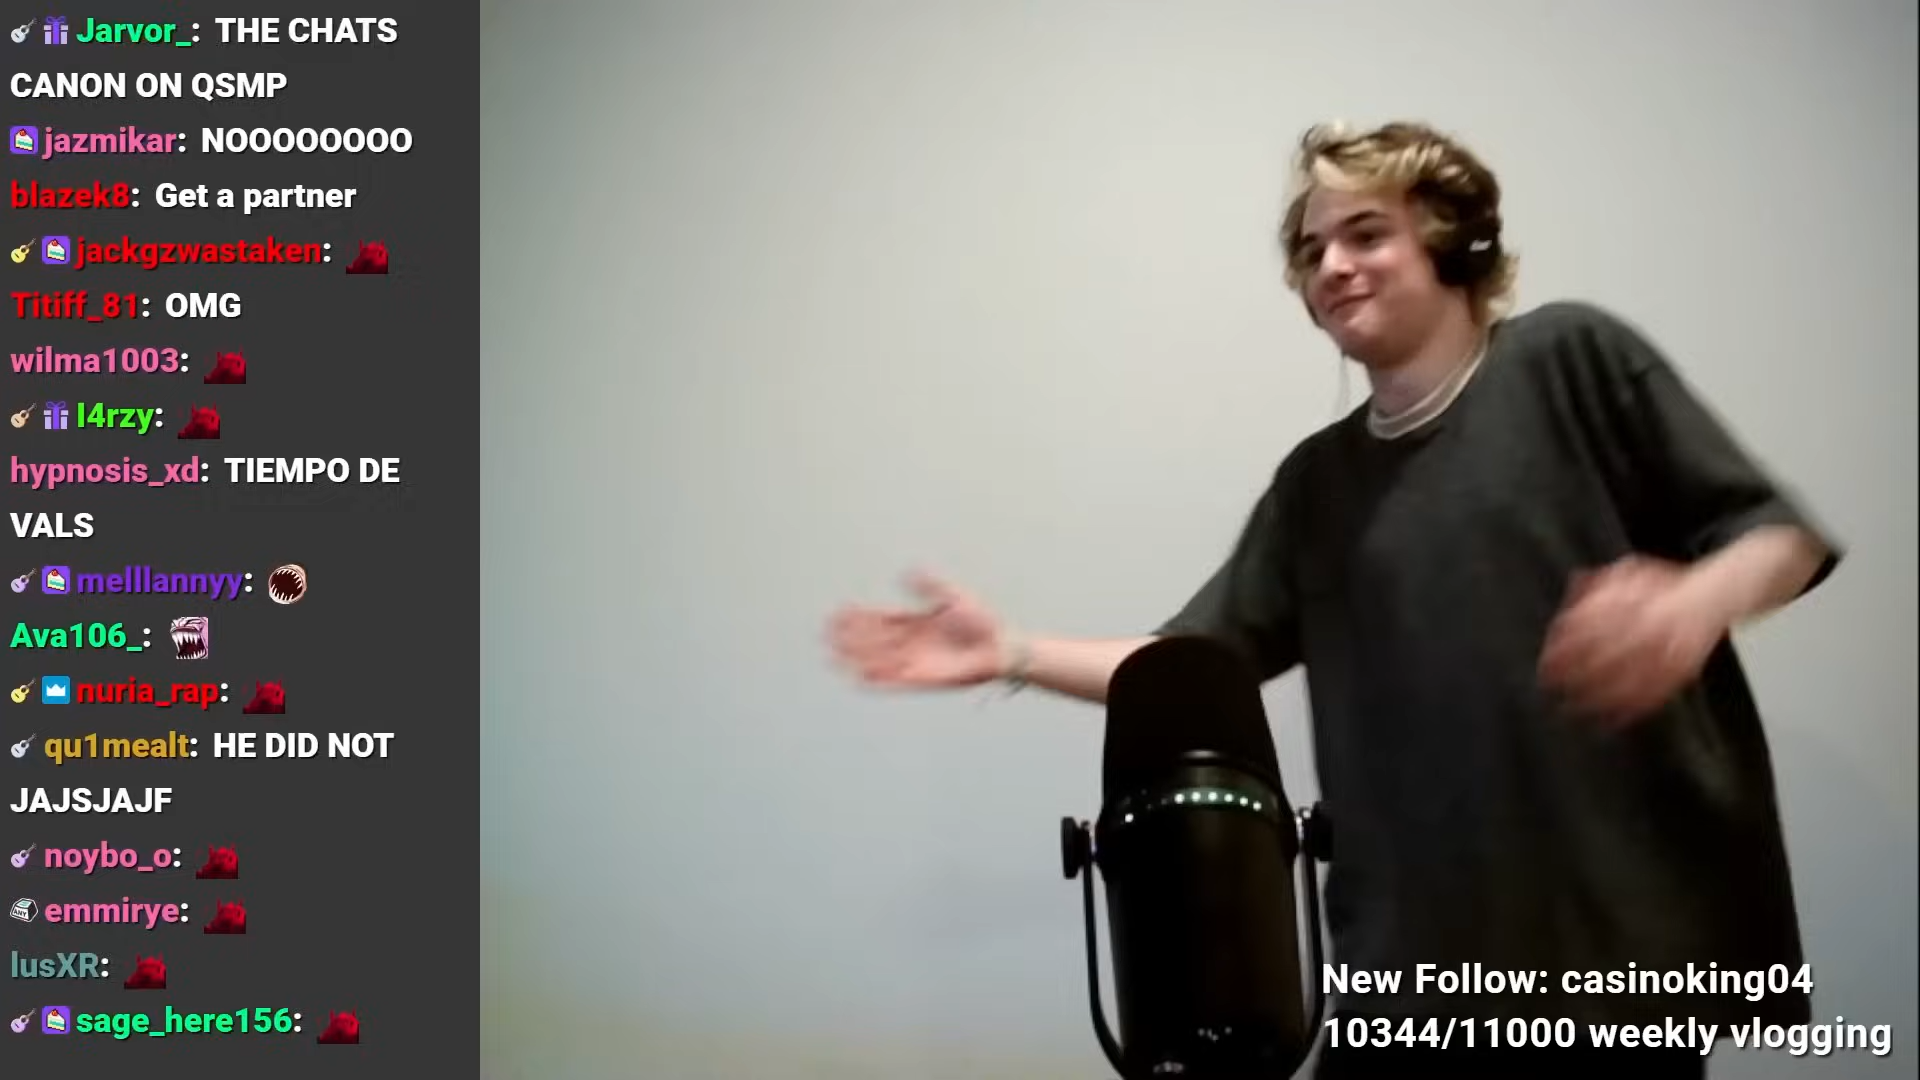 Jarvor_: THE CHATS
CANON ON QSMP
jazmikar: NOOOOOOOO
blazek8: Get a partner
jackgzwastaken:
Titiff_81: OMG
wilma1003:
l4rzy:
hypnosis_xd: TIEMPO DE
VALS
melllannyy:
Ava106_:
nuria_rap:
qu1mealt: HE DID NOT
JAJSJAJF
noybo_o:
emmirye:
lusXR:
sage_here156:
New Follow: casinoking04
10344/11000 weekly vlogging